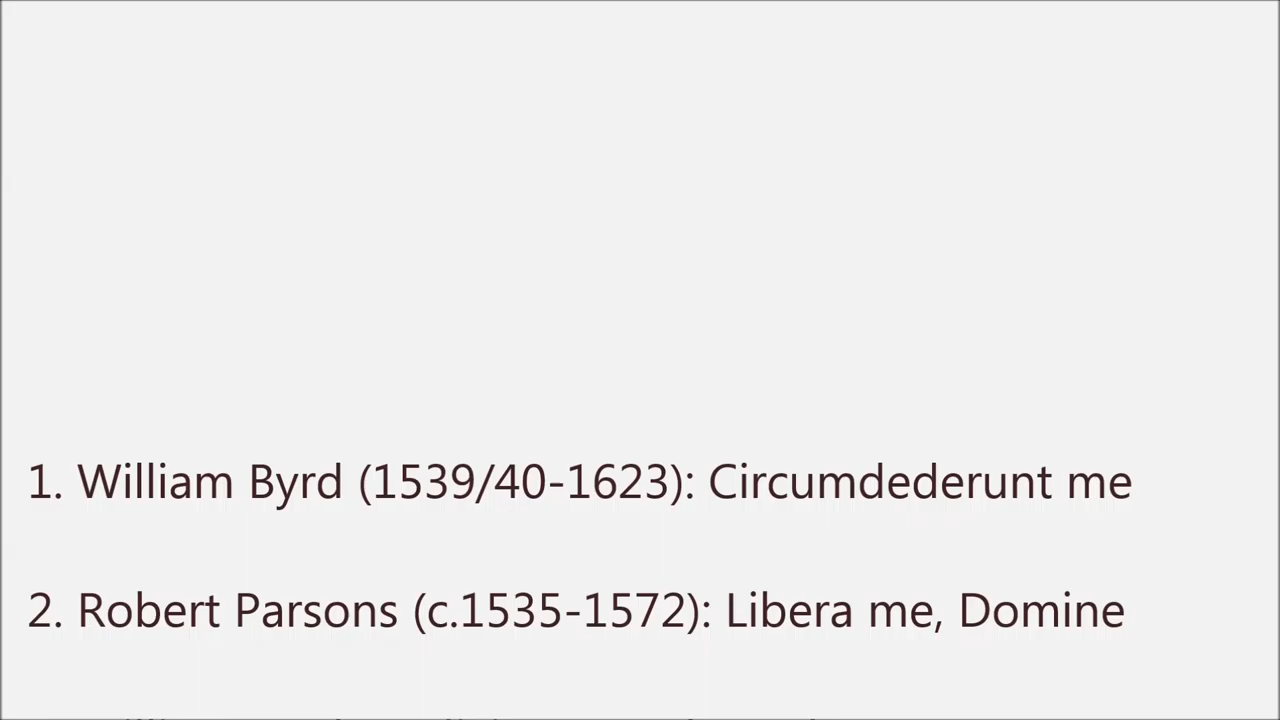 1. William Byrd (1539/40-1623): Circumdederunt me
2. Robert Parsons (c.1535-1572): Libera me, Domine